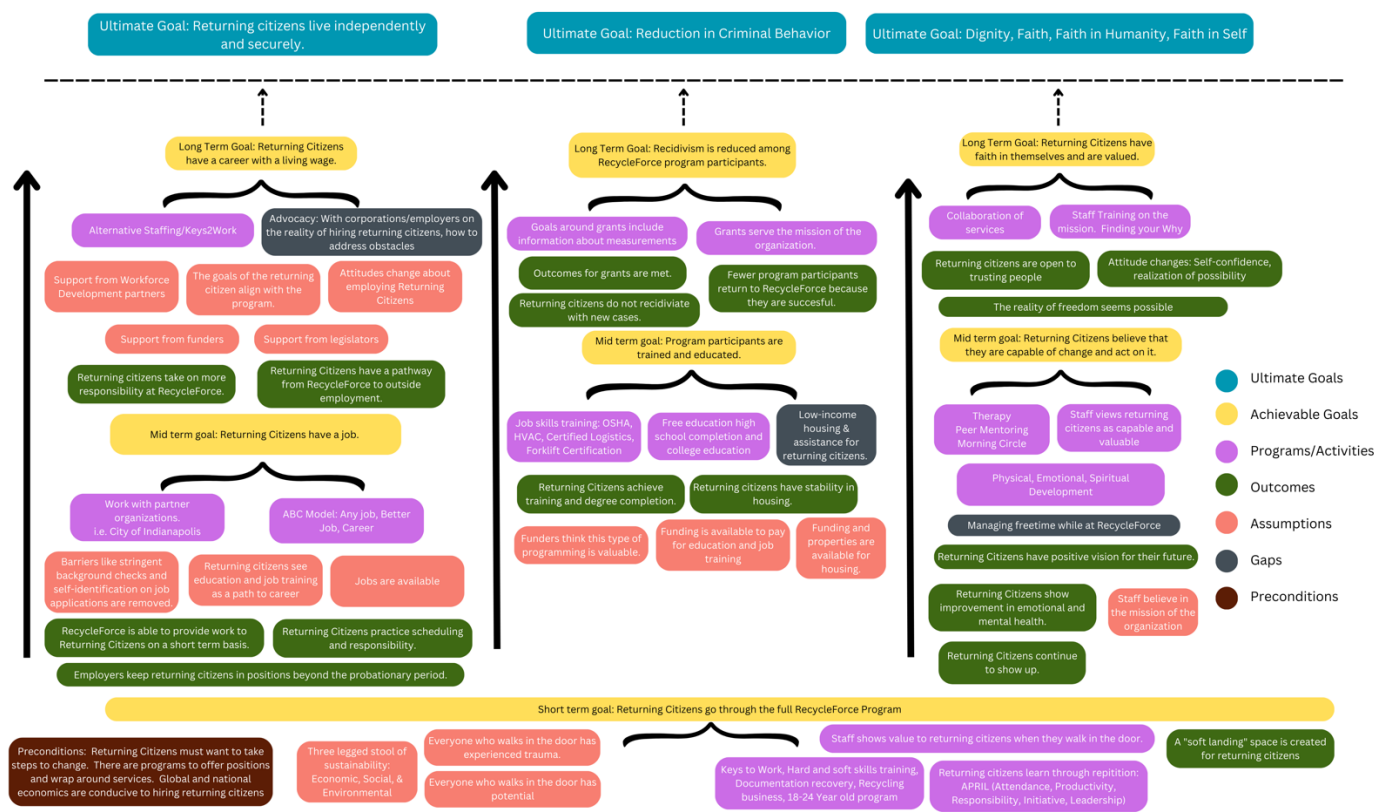 Ultimate Goal: Returning citizens live independently
and securely.
Ultimate Goal: Reduction in Criminal Behavior
Ultimate Goal: Dignity, Faith, Faith in Humanity, Faith in Self
Long Term Goal: Returning Citizens
have a career with a living wage.
Alternative Staffing/Keys2Work
Advocacy: With corporations/employers on
the reality of hiring returning citizens, how to
address obstacles
Support from Workforce
Development partners
The goals of the returning
citizen align with the
program.
Attitudes change about
employing Returning
Citizens
Support from funders
Support from legislators
Returning citizens take on more
responsibility at RecycleForce.
Returning Citizens have a pathway
from RecycleForce to outside
employment.
Mid term goal: Returning Citizens have a job.
Work with partner
organizations.
i.e. City of Indianapolis
ABC Model: Any job, Better
Job, Career
Barriers like stringent
background checks and
self-identification on job
applications are removed.
Returning citizens see
education and job training
as a path to career
Jobs are available
RecycleForce is able to provide work to
Returning Citizens on a short term basis.
Returning Citizens practice scheduling
and responsibility.
Employers keep returning citizens in positions beyond the probationary period.
Long Term Goal: Recidivism is reduced among
RecycleForce program participants.
Goals around grants include
information about measurements
Grants serve the mission of the
organization.
Outcomes for grants are met.
Fewer program participants
return to RecycleForce because
they are succesful.
Returning citizens do not recidiviate
with new cases.
Mid term goal: Program participants are
trained and educated.
Job skills training: OSHA,
HVAC, Certified Logistics,
Forklift Certification
Free education high
school completion and
college education
Low-income
housing &
assistance for
returning citizens.
Returning Citizens achieve
training and degree completion.
Returning citizens have stability in
housing.
Funders think this type of
programming is valuable.
Funding is available to pay
for education and job
training
Funding and
properties are
available for
housing.
Long Term Goal: Returning Citizens have
faith in themselves and are valued.
Collaboration of
services
Staff Training on the
mission. Finding your Why
Returning citizens are open to
trusting people
Attitude changes: Self-confidence,
realization of possibility
The reality of freedom seems possible
Mid term goal: Returning Citizens believe that
they are capable of change and act on it.
Therapy
Peer Mentoring
Morning Circle
Staff views returning
citizens as capable and
valuable
Physical, Emotional, Spiritual
Development
Managing freetime while at RecycleForce
Returning Citizens have positive vision for their future.
Returning Citizens show
improvement in emotional and
mental health.
Staff believe in
the mission of the
organization
Returning Citizens continue
to show up.
Ultimate Goals
Achievable Goals
Programs/Activities
Outcomes
Assumptions
Gaps
Preconditions
Short term goal: Returning Citizens go through the full RecycleForce Program
Preconditions: Returning Citizens must want to take
steps to change. There are programs to offer positions
and wrap around services. Global and national
economics are conducive to hiring returning citizens
Three legged stool of
sustainability:
Economic, Social, &
Environmental
Everyone who walks in the door has
experienced trauma.
Everyone who walks in the door has
potential
Staff shows value to returning citizens when they walk in the door.
Keys to Work, Hard and soft skills training,
Documentation recovery, Recycling
business, 18-24 Year old program
Returning citizens learn through repitition:
APRIL (Attendance, Productivity,
Responsibility, Initiative, Leadership)
A "soft landing" space is created
for returning citizens